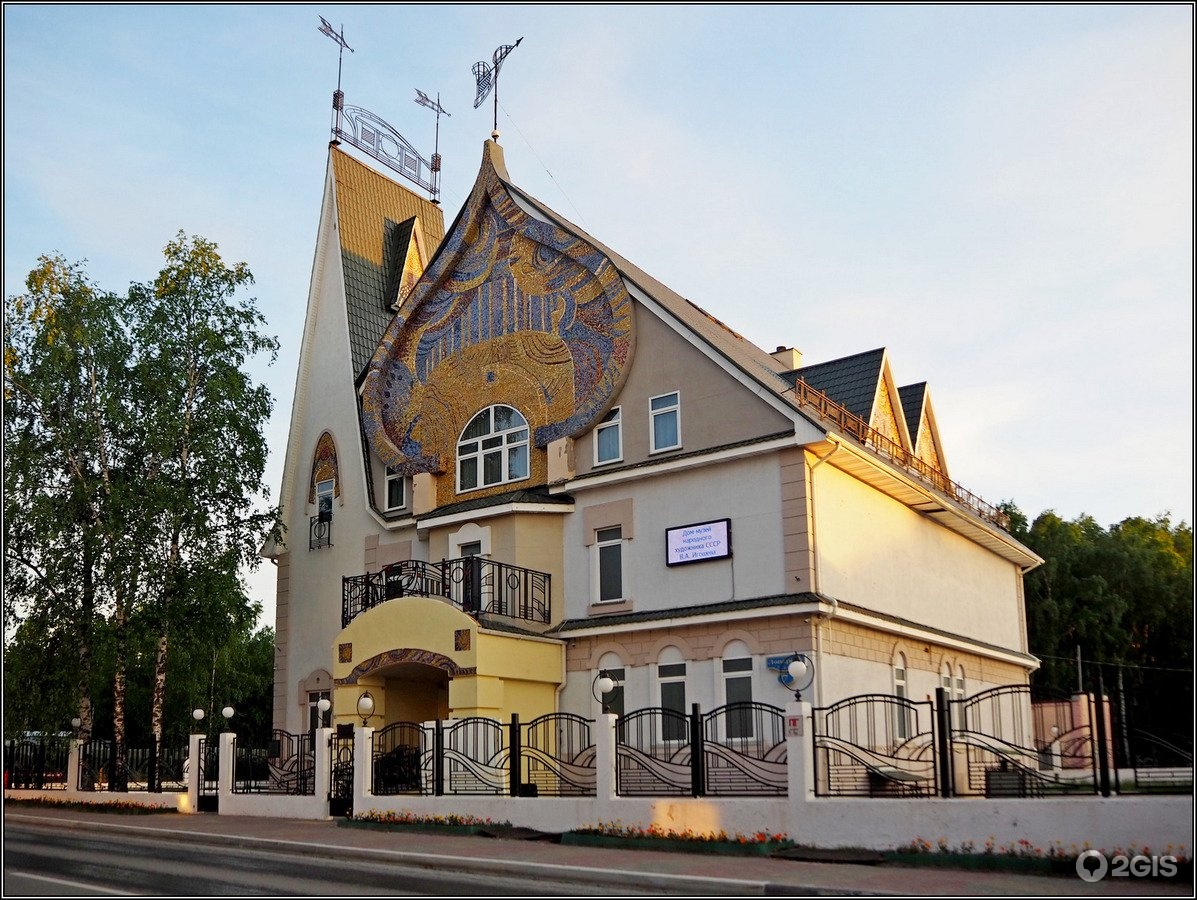 Дом-музей
народного
художника СССР
В.А. Игошева
2GIS